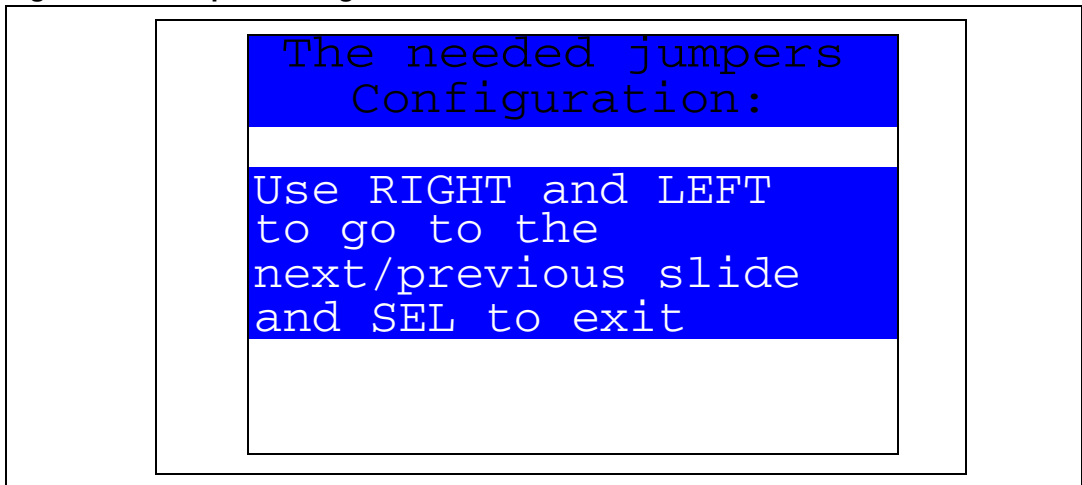 The needed jumpers
Configuration:
Use RIGHT and LEFT
to go to the
next/previous slide
and SEL to exit